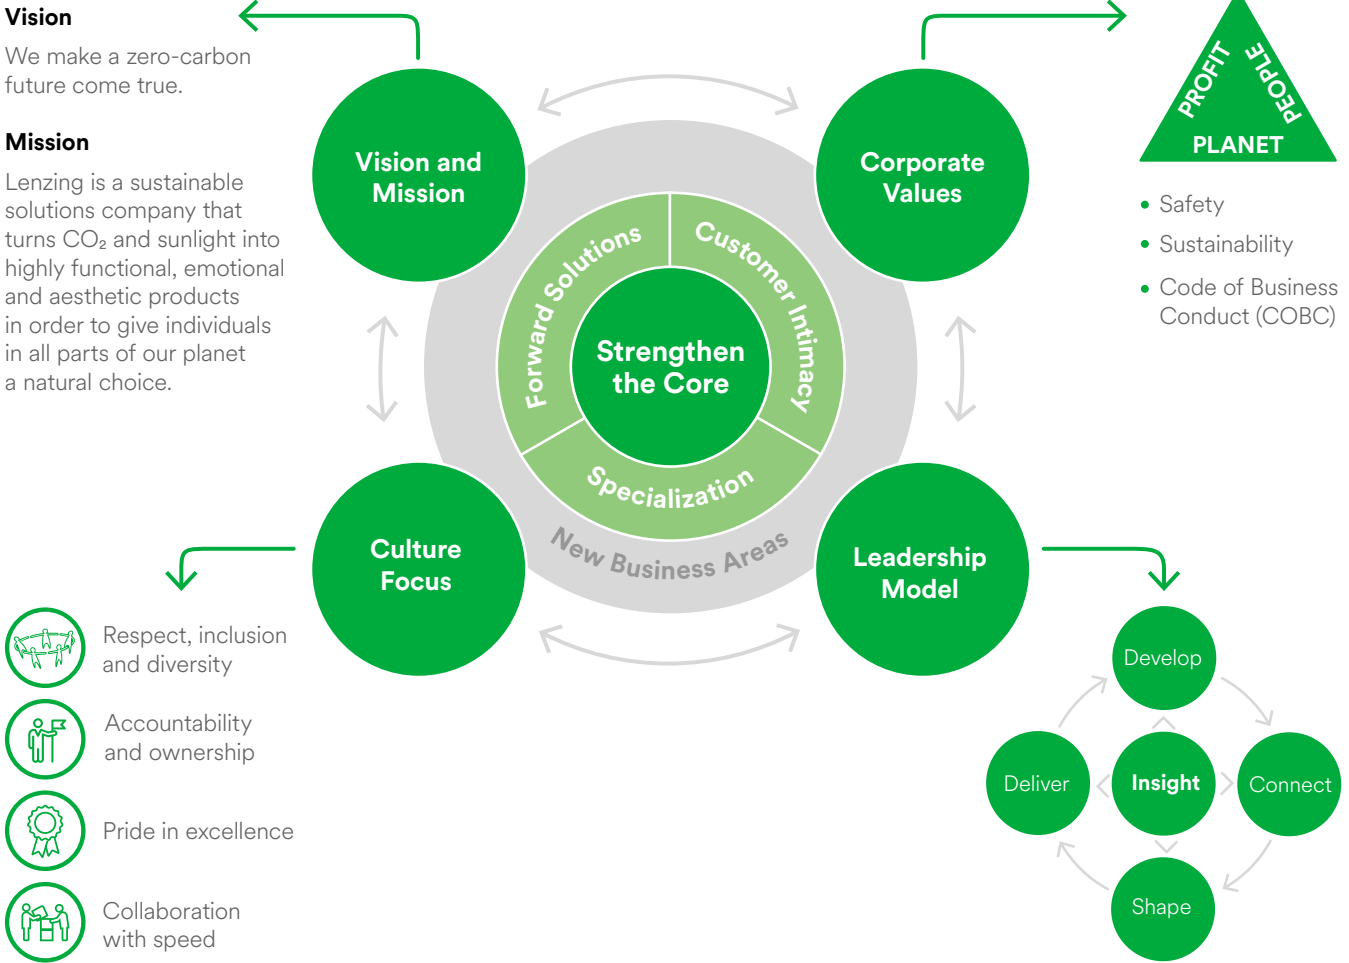 Vision
We make a zero-carbon
future come true.
Mission
Lenzing is a sustainable
solutions company that
turns CO₂ and sunlight into
highly functional, emotional
and aesthetic products
in order to give individuals
in all parts of our planet
a natural choice.
Vision and
Mission
Corporate
Values
PROFIT
PEOPLE
PLANET
• Safety
• Sustainability
• Code of Business
Conduct (COBC)
Forward Solutions
Customer Intimacy
Strengthen
the Core
Specialization
New Business Areas
Culture
Focus
Leadership
Model
Respect, inclusion
and diversity
Accountability
and ownership
Pride in excellence
Collaboration
with speed
Develop
Deliver
Insight
Connect
Shape